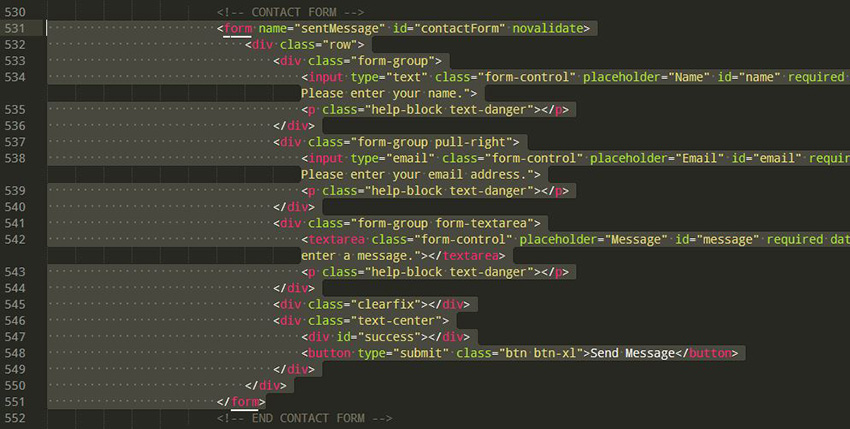 530 <!-- CONTACT FORM -->
531 <form name="sentMessage" id="contactForm" novalidate>
532 <div class="row">
533 <div class="form-group">
534 <input type="text" class="form-control" placeholder="Name" id="name" required
Please enter your name.">
535 <p class="help-block text-danger"></p>
536 </div>
537 <div class="form-group pull-right">
538 <input type="email" class="form-control" placeholder="Email" id="email" requir
Please enter your email address.">
539 <p class="help-block text-danger"></p>
540 </div>
541 <div class="form-group form-textarea">
542 <textarea class="form-control" placeholder="Message" id="message" required dat
enter a message."></textarea>
543 <p class="help-block text-danger"></p>
544 </div>
545 <div class="clearfix"></div>
546 <div class="text-center">
547 <div id="success"></div>
548 <button type="submit" class="btn btn-xl">Send Message</button>
549 </div>
550 </div>
551 </form>
552 <!-- END CONTACT FORM -->